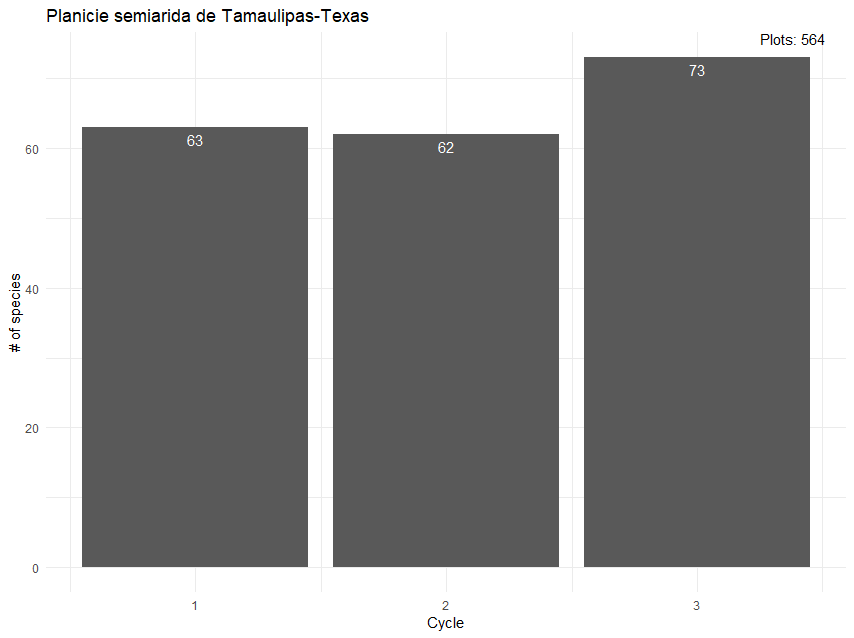 Planicie semiarida de Tamaulipas-Texas
Plots: 564
73
63
62
60
40
20
0
# of species
1
2
3
Cycle